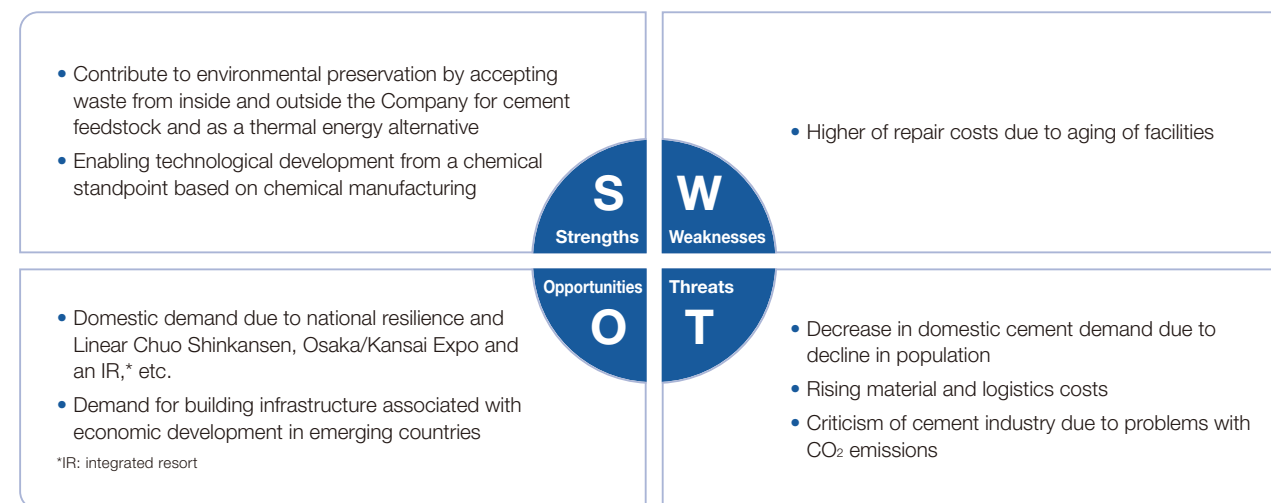 • Contribute to environmental preservation by accepting
waste from inside and outside the Company for cement
feedstock and as a thermal energy alternative
• Enabling technological development from a chemical
standpoint based on chemical manufacturing
S
Strengths
W
Weaknesses
• Higher of repair costs due to aging of facilities
Opportunities
O
• Domestic demand due to national resilience and
Linear Chuo Shinkansen, Osaka/Kansai Expo and
an IR,* etc.
• Demand for building infrastructure associated with
economic development in emerging countries
*IR: integrated resort
Threats
T
• Decrease in domestic cement demand due to
decline in population
• Rising material and logistics costs
• Criticism of cement industry due to problems with
CO₂ emissions